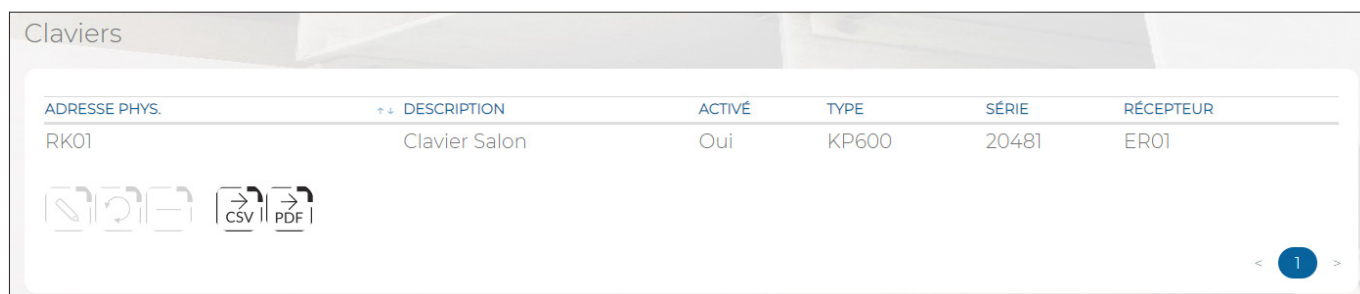 Claviers
ADRESSE PHYS. ↑↓ DESCRIPTION ACTIVÉ TYPE SÉRIE RÉCEPTEUR
RK01 Clavier Salon Oui KP600 20481 ER01
CSV PDF
< 1 >